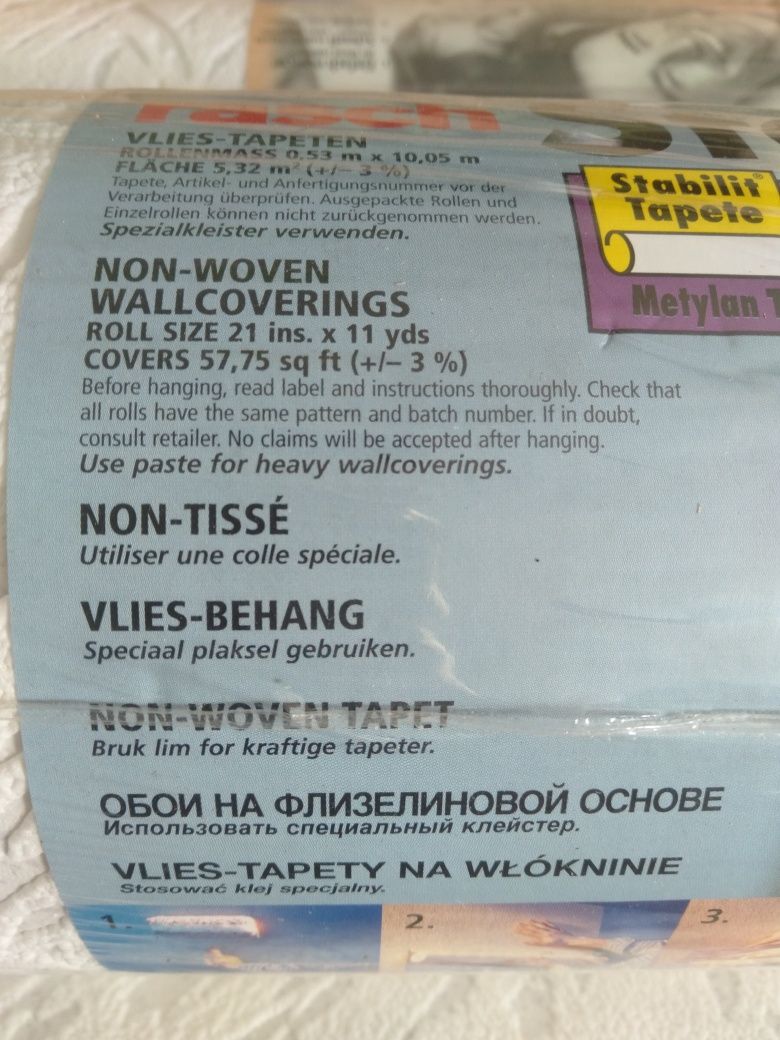 rasch
VLIES-TAPETEN
ROLLENMASS 0,53 m x 10,05 m
FLÄCHE 5,32 m² (+/– 3 %)
Tapete, Artikel- und Anfertigungsnummer vor der
Verarbeitung überprüfen. Ausgepackte Rollen und
Einzelrollen können nicht zurückgenommen werden.
Spezialkleister verwenden.
Stabilit®
Tapete
Metylan
NON-WOVEN
WALLCOVERINGS
ROLL SIZE 21 ins. x 11 yds
COVERS 57,75 sq ft (+/– 3 %)
Before hanging, read label and instructions thoroughly. Check that
all rolls have the same pattern and batch number. If in doubt,
consult retailer. No claims will be accepted after hanging.
Use paste for heavy wallcoverings.
NON-TISSÉ
Utiliser une colle spéciale.
VLIES-BEHANG
Speciaal plaksel gebruiken.
NON-WOVEN TAPET
Bruk lim for kraftige tapeter.
ОБОИ НА ФЛИЗЕЛИНОВОЙ ОСНОВЕ
Использовать специальный клейстер.
VLIES-TAPETY NA WŁÓKNINIE
Stosować klej specjalny.
1. 2. 3.